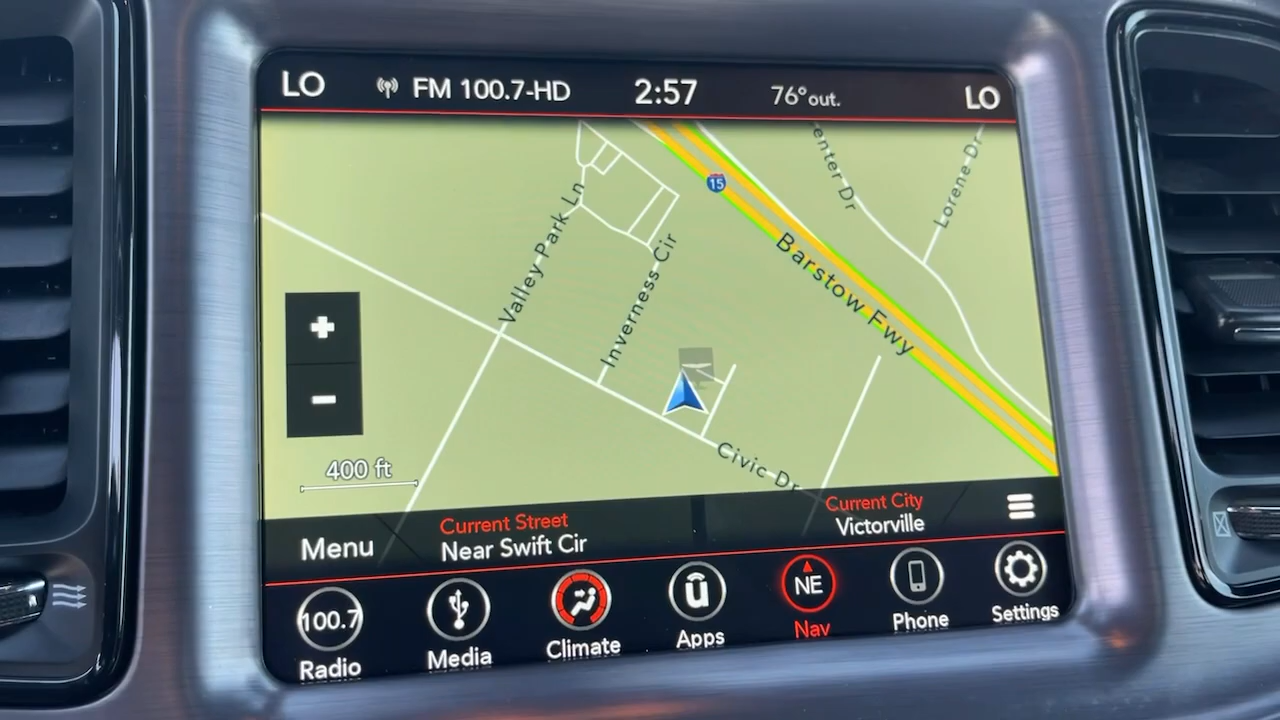 LO FM 100.7-HD 2:57 76° out. LO
enter Dr
Lorene Dr
15
Valley Park Ln
Inverness Cir
Barstow Fwy
+
-
Civic Dr
400 ft
Menu
Current Street
Near Swift Cir
Current City
Victorville
100.7
NE
Radio
Media
Climate
Apps
Nav
Phone
Settings